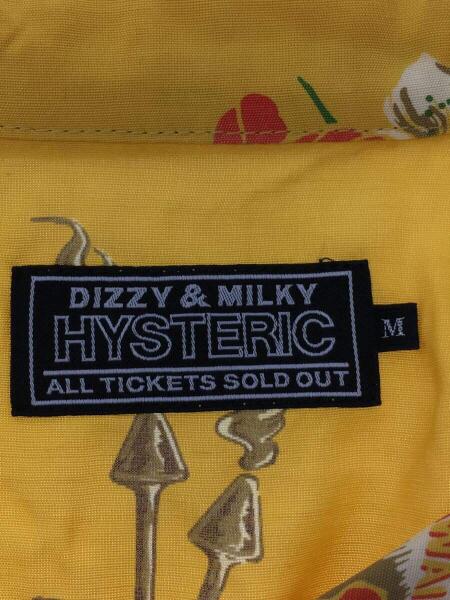 DIZZY & MILKY
HYSTERIC
ALL TICKETS SOLD OUT
M